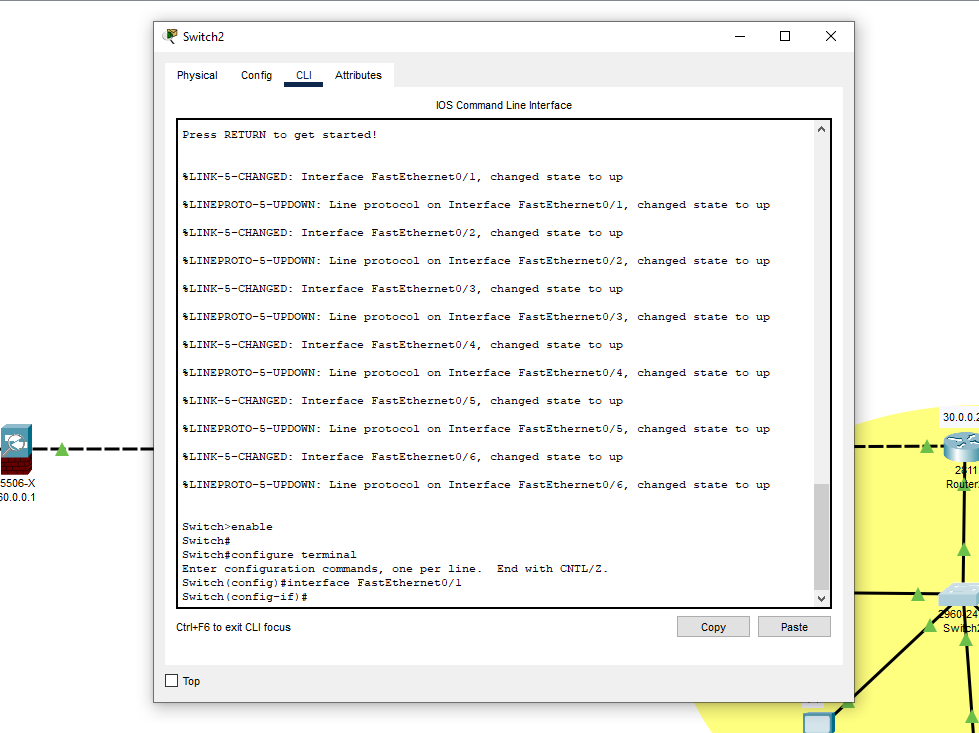 Switch2
Physical Config CLI Attributes
IOS Command Line Interface
Press RETURN to get started!
%LINK-5-CHANGED: Interface FastEthernet0/1, changed state to up
%LINEPROTO-5-UPDOWN: Line protocol on Interface FastEthernet0/1, changed state to up
%LINK-5-CHANGED: Interface FastEthernet0/2, changed state to up
%LINEPROTO-5-UPDOWN: Line protocol on Interface FastEthernet0/2, changed state to up
%LINK-5-CHANGED: Interface FastEthernet0/3, changed state to up
%LINEPROTO-5-UPDOWN: Line protocol on Interface FastEthernet0/3, changed state to up
%LINK-5-CHANGED: Interface FastEthernet0/4, changed state to up
%LINEPROTO-5-UPDOWN: Line protocol on Interface FastEthernet0/4, changed state to up
%LINK-5-CHANGED: Interface FastEthernet0/5, changed state to up
%LINEPROTO-5-UPDOWN: Line protocol on Interface FastEthernet0/5, changed state to up
%LINK-5-CHANGED: Interface FastEthernet0/6, changed state to up
%LINEPROTO-5-UPDOWN: Line protocol on Interface FastEthernet0/6, changed state to up
Switch>enable
Switch#
Switch#configure terminal
Enter configuration commands, one per line.  End with CNTL/Z.
Switch(config)#interface FastEthernet0/1
Switch(config-if)#
Ctrl+F6 to exit CLI focus
Copy
Paste
Top
5506-X
60.0.0.1
30.0.0.2
2811
Router
2960-24
Switch2